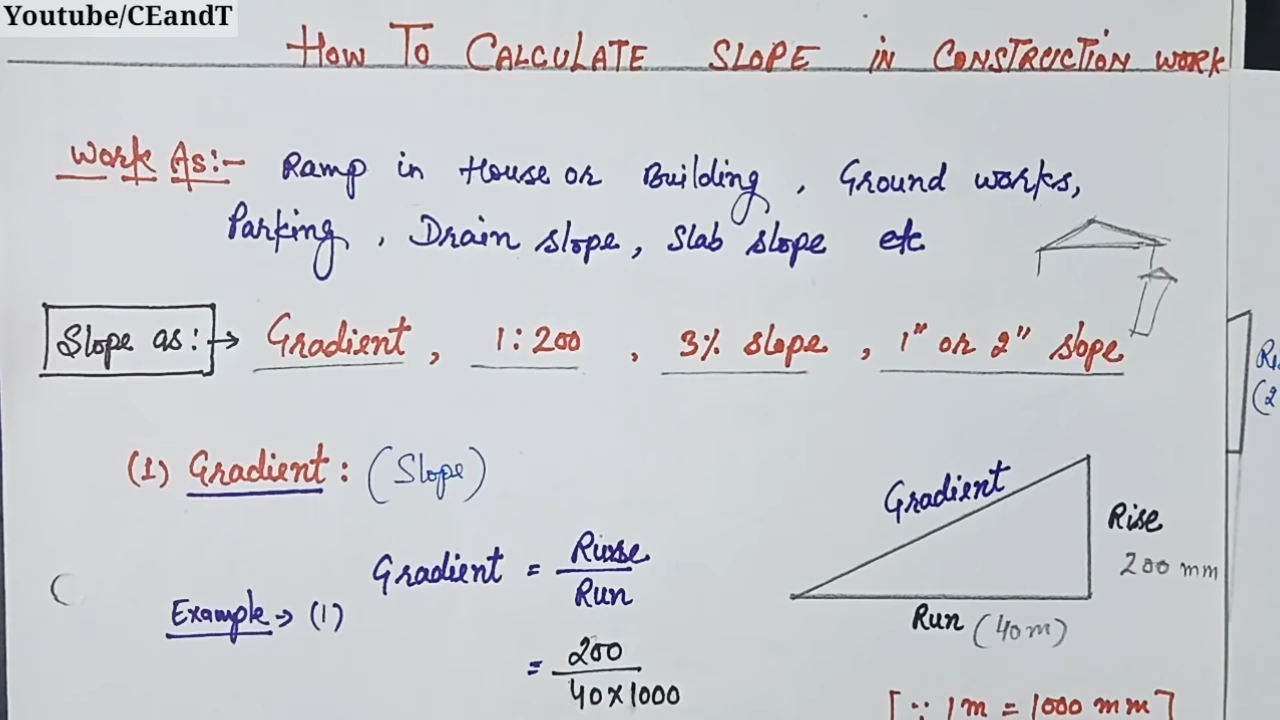 Youtube/CEandT
HOW TO CALCULATE SLOPE in CONSTRUCTION WORK
Work As:- Ramp in House or Building, Ground works,
Parking, Drain slope, Slab slope etc
Slope as:→ Gradient, 1:200, 3% slope, 1" or 2" slope
(1) Gradient: (Slope)
Gradient
Rise
200 mm
Run (40m)
Gradient = Rise
Run
Example→ (1)
= 200
40×1000
[∵ 1m = 1000 mm]